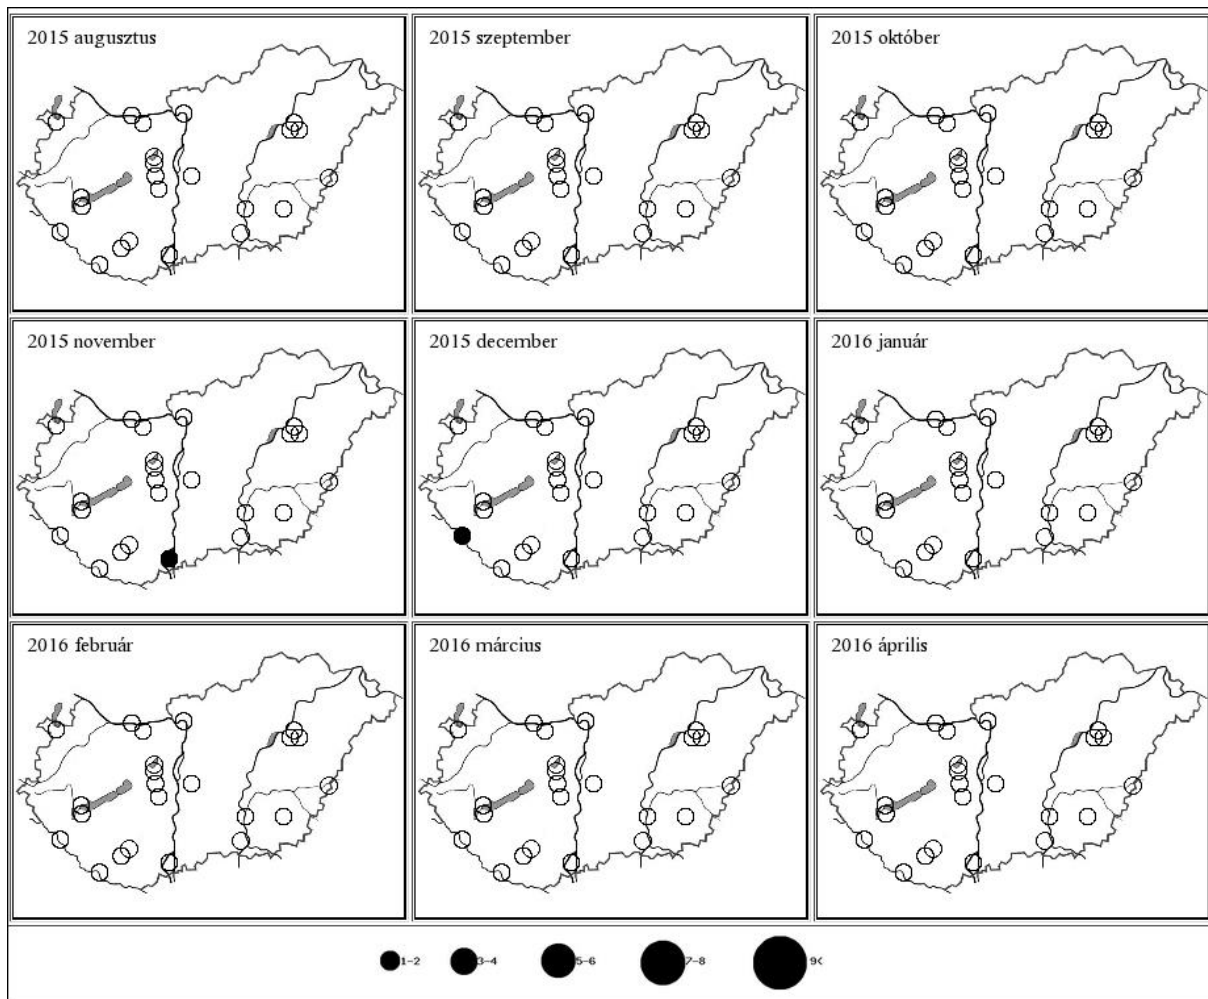 2015 augusztus
2015 szeptember
2015 október
2015 november
2015 december
2016 január
2016 február
2016 március
2016 április
1-2
3-4
5-6
7-8
9<